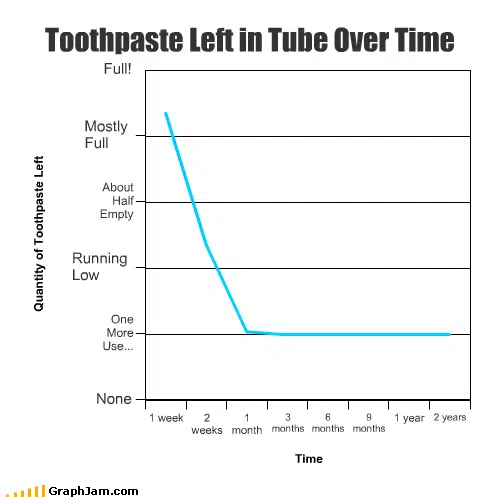 Toothpaste Left in Tube Over Time
Full!
Mostly
Full
About
Half
Empty
Running
Low
One
More
Use...
None
Quantity of Toothpaste Left
1 week
2
weeks
1
month
3
months
6
months
9
months
1 year
2 years
Time
GraphJam.com